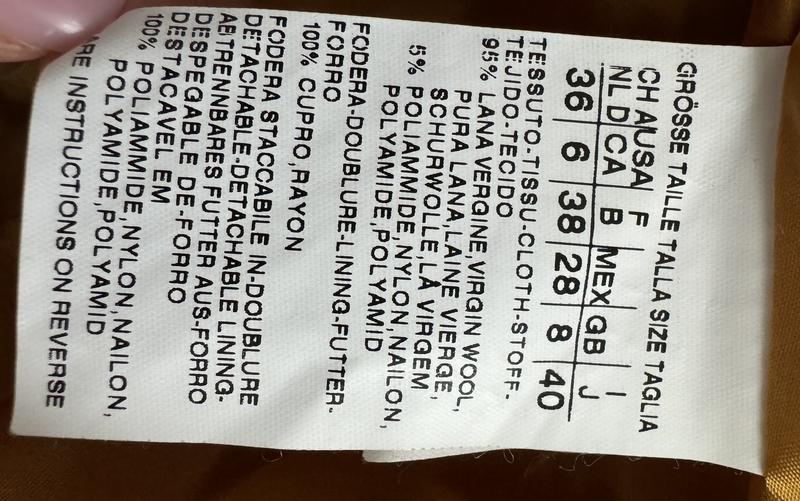 GRÖSSE TAILLE TALLA SIZE TAGLIA
CH A USA F I
NL D CA B MEX GB J
36 6 38 28 8 40
TESSUTO-TISSU-CLOTH-STOFF-
TEJIDO-TECIDO
95% LANA VERGINE,VIRGIN WOOL,
PURA LANA,LAINE VIERGE,
SCHURWOLLE,LÃ VIRGEM
5% POLIAMMIDE,NYLON,NAILON,
POLYAMIDE,POLYAMID
FODERA-DOUBLURE-LINING-FUTTER-
FORRO
100% CUPRO,RAYON
FODERA STACCABILE IN-DOUBLURE
DETACHABLE-DETACHABLE LINING-
ABTRENNBARES FUTTER AUS-FORRO
DESPEGABLE DE-FORRO
DESTACAVEL EM
100% POLIAMMIDE,NYLON,NAILON,
POLYAMIDE,POLYAMID
ARE INSTRUCTIONS ON REVERSE